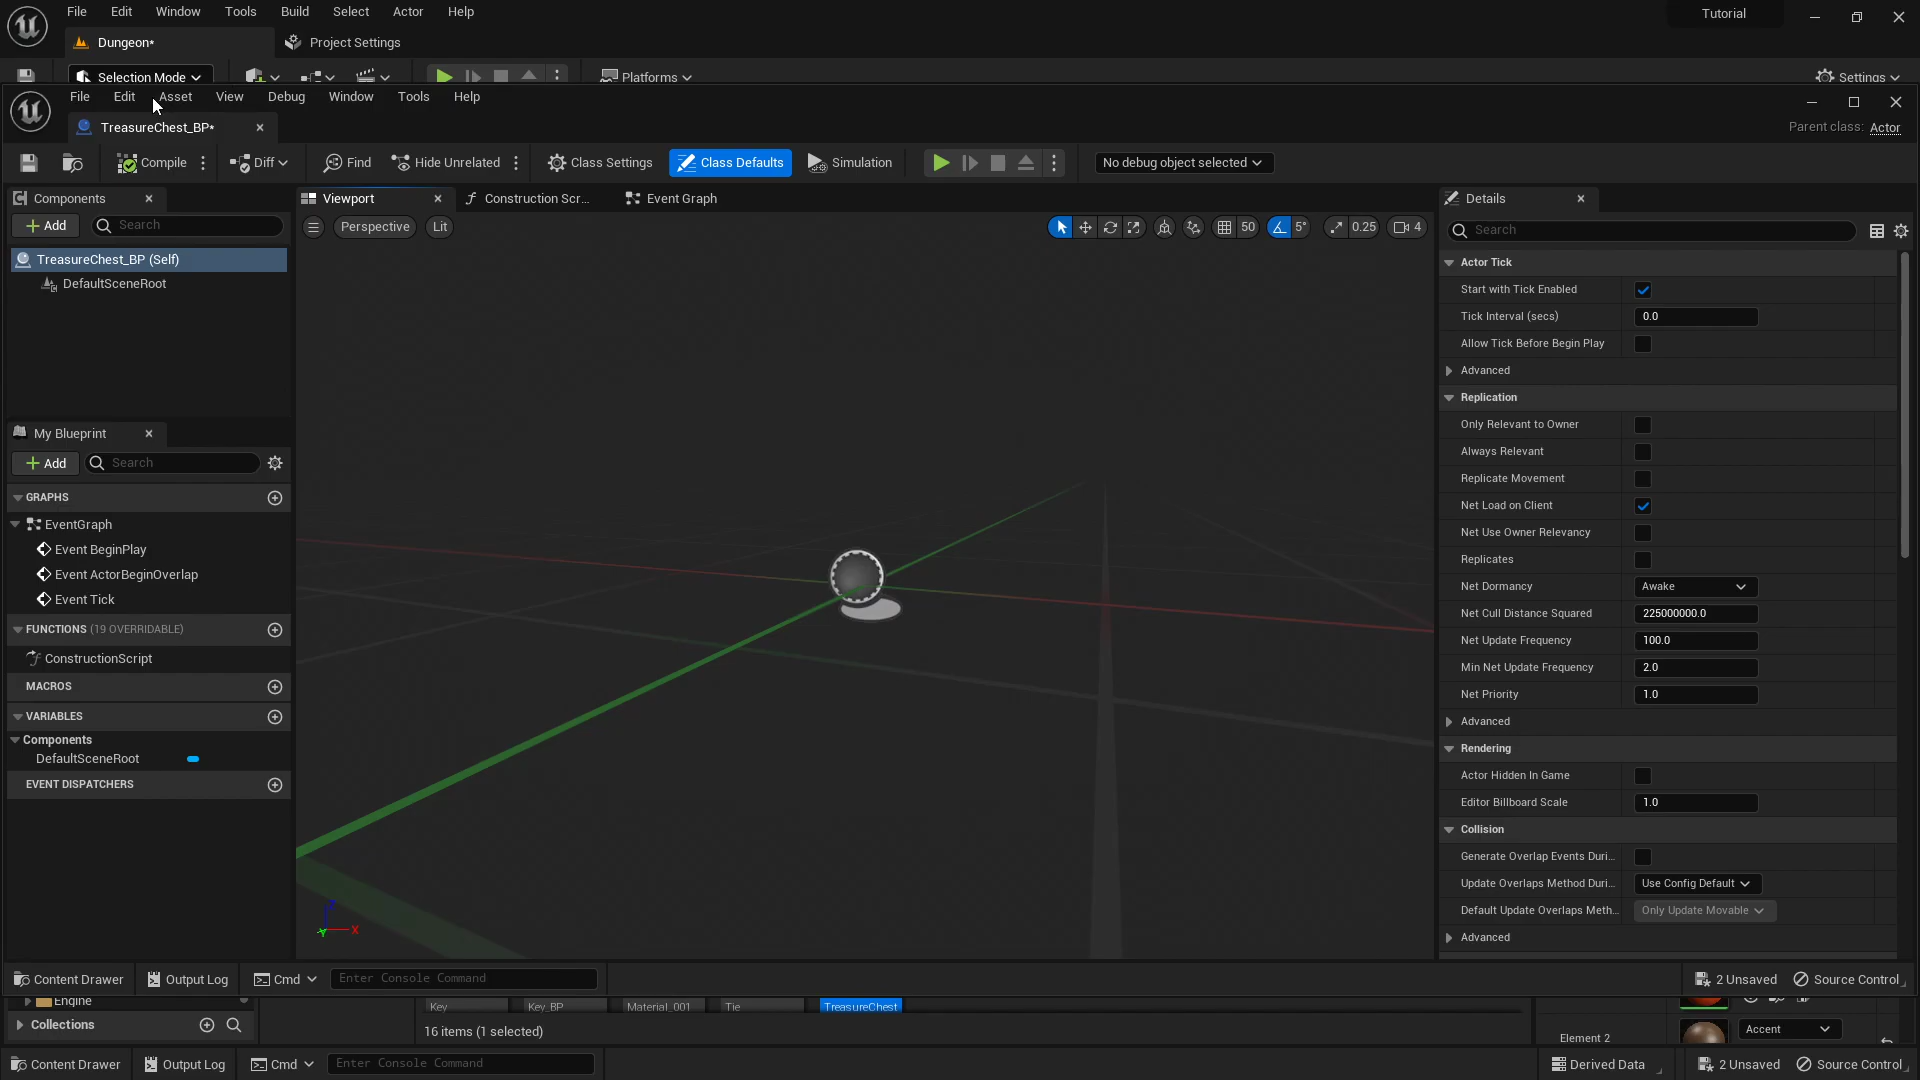 File Edit Window Tools Build Select Actor Help
Tutorial
Dungeon*
Project Settings
Selection Mode
Platforms
Settings
File Edit Asset View Debug Window Tools Help
TreasureChest_BP*
Parent class: Actor
Compile
Diff
Find
Hide Unrelated
Class Settings
Class Defaults
Simulation
No debug object selected
Components
Add
Search
TreasureChest_BP (Self)
DefaultSceneRoot
My Blueprint
Add
Search
GRAPHS
EventGraph
Event BeginPlay
Event ActorBeginOverlap
Event Tick
FUNCTIONS (19 OVERRIDABLE)
ConstructionScript
MACROS
VARIABLES
Components
DefaultSceneRoot
EVENT DISPATCHERS
Viewport
Construction Scr...
Event Graph
Perspective
Lit
50
5°
0.25
4
X
Details
Search
Actor Tick
Start with Tick Enabled
Tick Interval (secs) 0.0
Allow Tick Before Begin Play
Advanced
Replication
Only Relevant to Owner
Always Relevant
Replicate Movement
Net Load on Client
Net Use Owner Relevancy
Replicates
Net Dormancy Awake
Net Cull Distance Squared 225000000.0
Net Update Frequency 100.0
Min Net Update Frequency 2.0
Net Priority 1.0
Advanced
Rendering
Actor Hidden In Game
Editor Billboard Scale 1.0
Collision
Generate Overlap Events Duri...
Update Overlaps Method Duri... Use Config Default
Default Update Overlaps Meth... Only Update Movable
Advanced
Content Drawer
Output Log
Cmd
Enter Console Command
2 Unsaved
Source Control
Engine
Key
Key_BP
Material_001
Tie
TreasureChest
Collections
16 items (1 selected)
Element 2
Accent
Content Drawer
Output Log
Cmd
Enter Console Command
Derived Data
2 Unsaved
Source Control